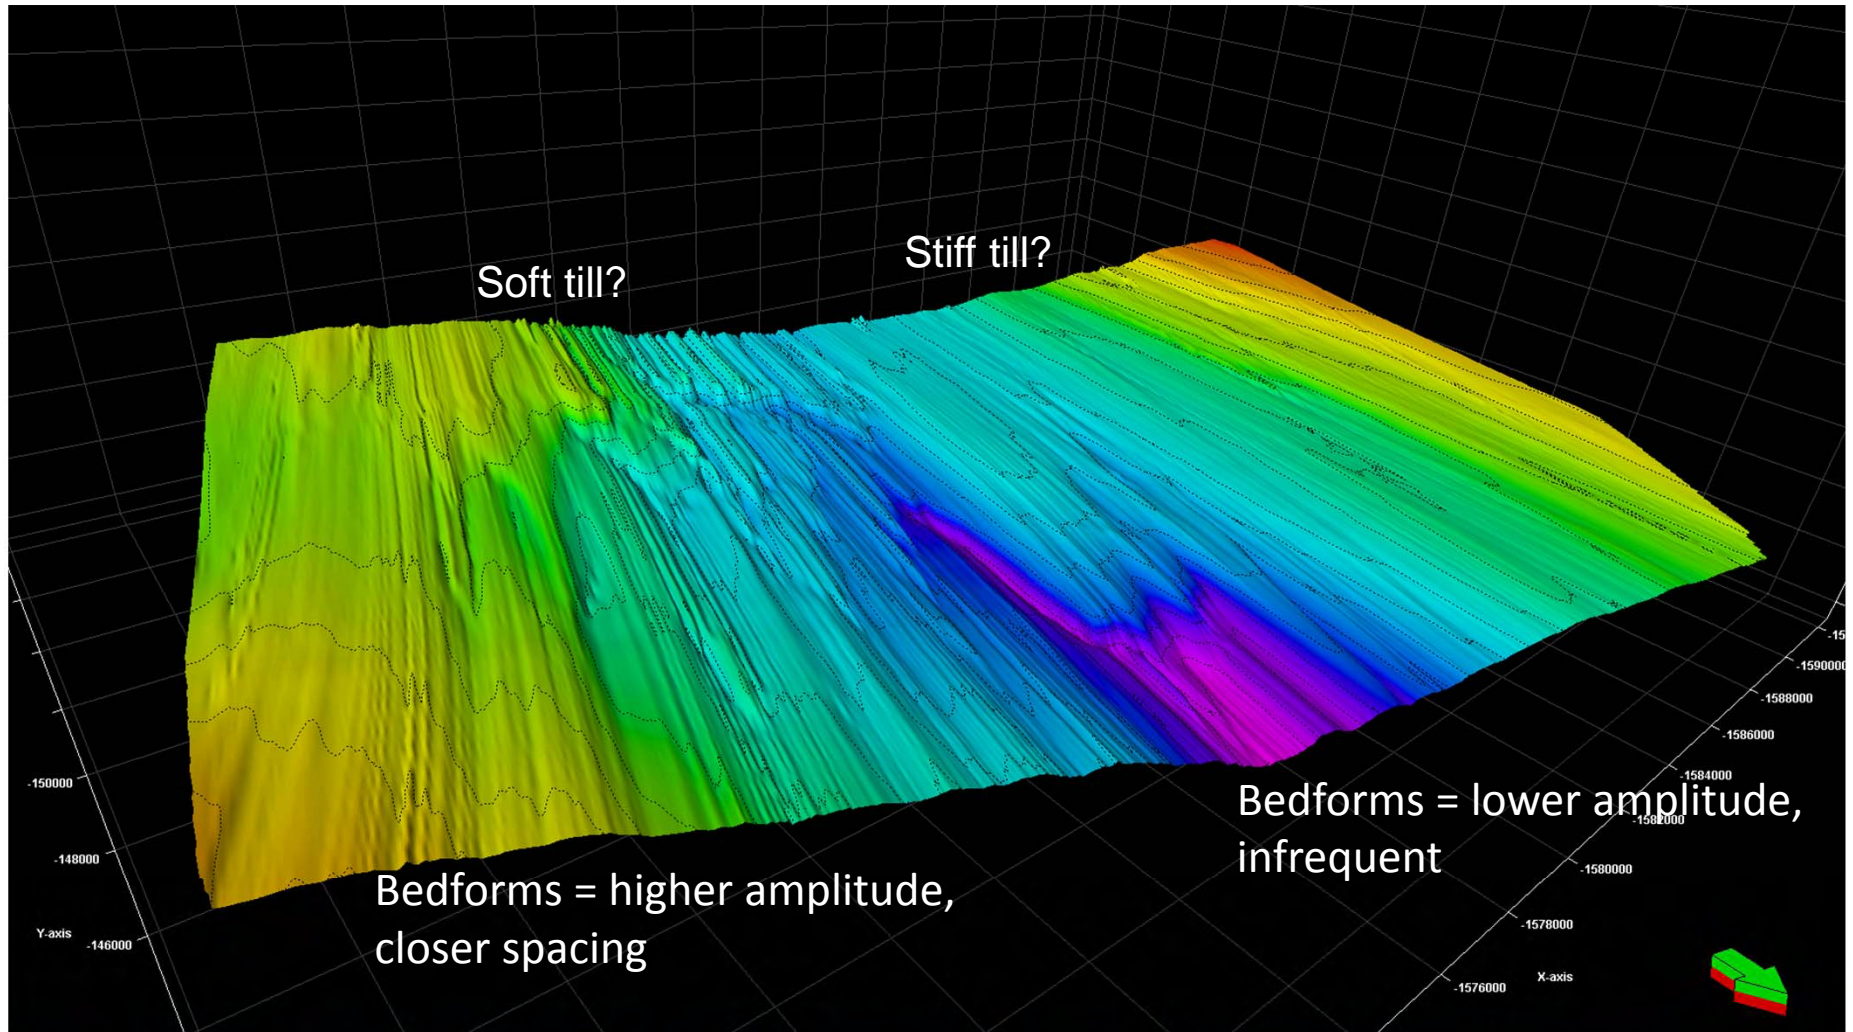 Stiff till?
Soft till?
-15
-1590000
-1588000
-1586000
-1584000
-150000
Bedforms = lower amplitude,
-1582000
infrequent
-148000
-1580000
Bedforms = higher amplitude,
-1578000
closer spacing
Y-axis
-146000
X-axis
-1576000